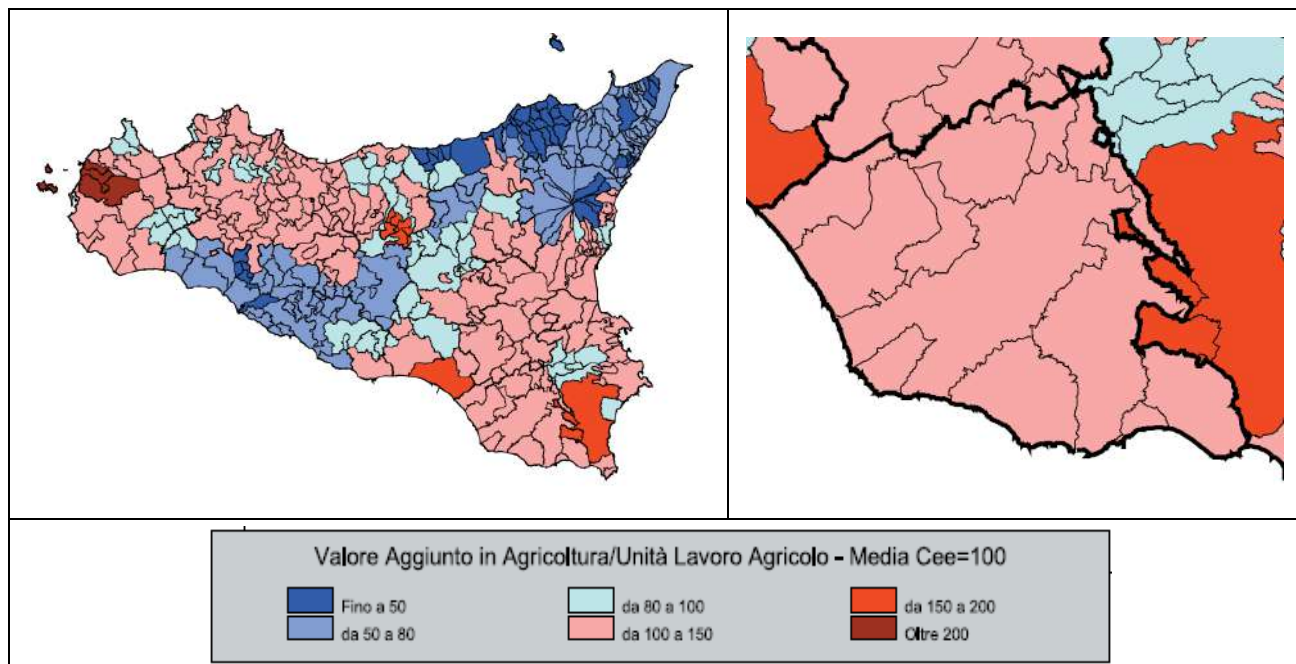 Valore Aggiunto in Agricoltura/Unità Lavoro Agricolo - Media Cee=100
Fino a 50
da 80 a 100
da 150 a 200
da 50 a 80
da 100 a 150
Oltre 200